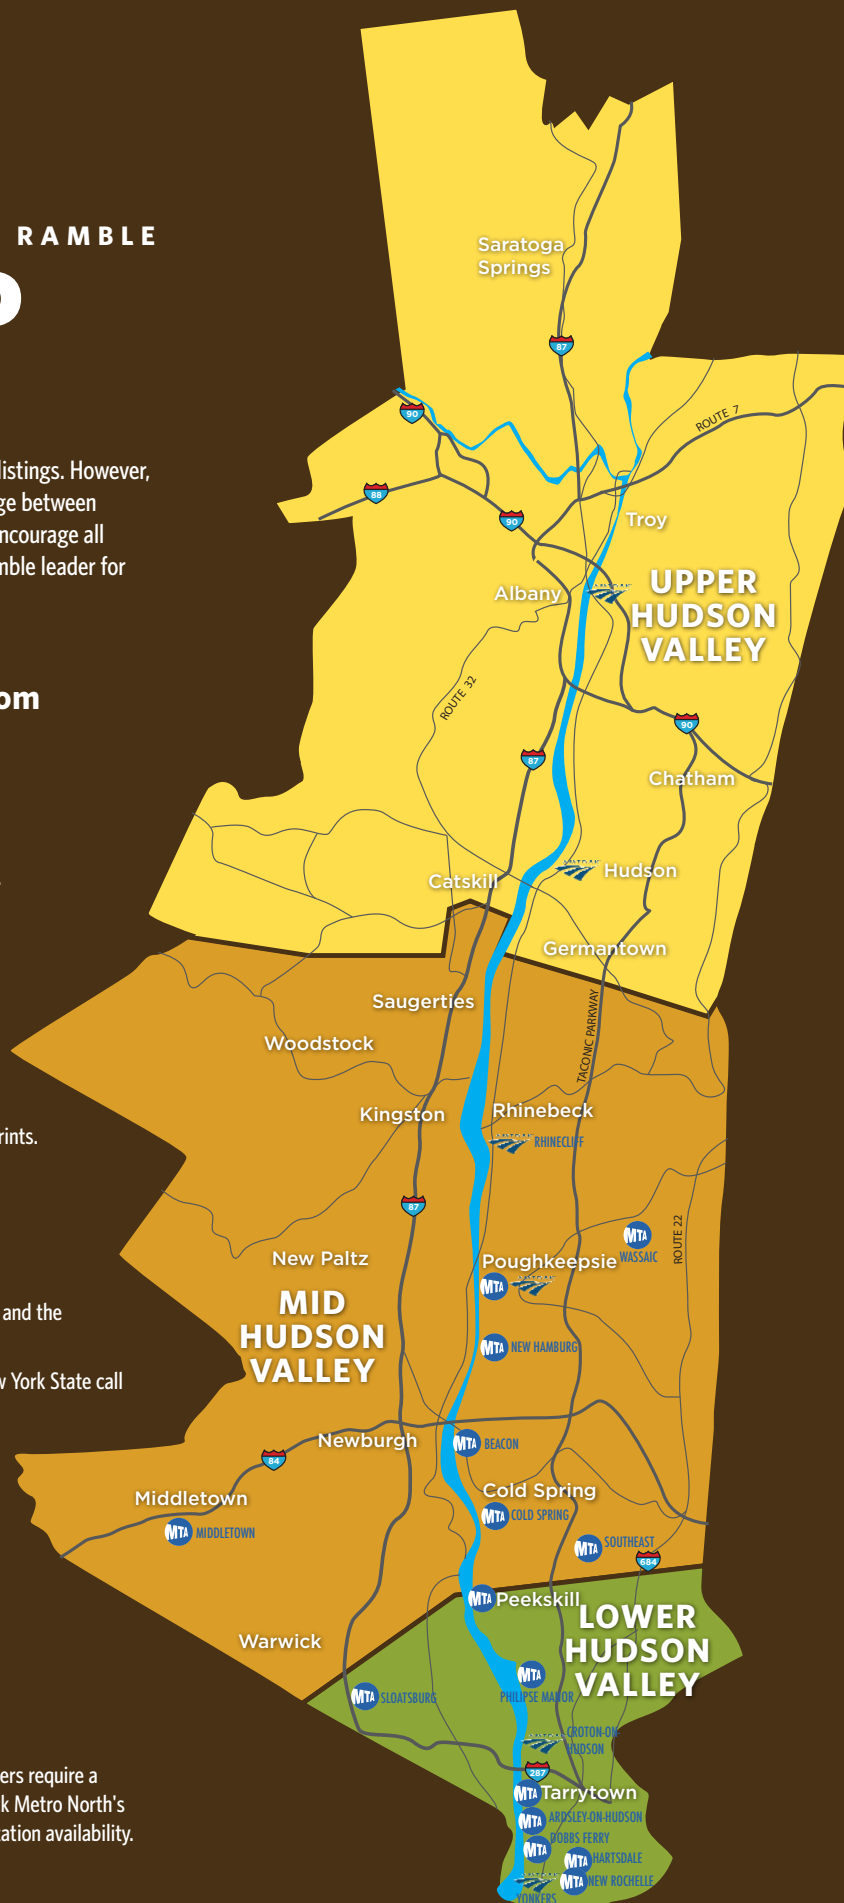 RAMBLE
listings. However,
ge between
ncourage all
mble leader for
om
rints.
and the
w York State call
ers require a
k Metro North's
tation availability.
Saratoga
Springs
87
90
ROUTE 7
88
90
Troy
Albany
UPPER
HUDSON
VALLEY
ROUTE 32
90
87
Chatham
Catskill
Hudson
Germantown
Saugerties
TACONIC PARKWAY
Woodstock
Kingston
Rhinebeck
RHINECLIFF
87
ROUTE 22
MTA
WASSAIC
New Paltz
Poughkeepsie
MTA
MID
HUDSON
VALLEY
MTA NEW HAMBURG
Newburgh
MTA BEACON
84
Middletown
Cold Spring
MTA COLD SPRING
MTA MIDDLETOWN
MTA SOUTHEAST
684
MTA Peekskill
LOWER
HUDSON
VALLEY
Warwick
MTA
PHILIPSE MANOR
MTA SLOATSBURG
CROTON-ON-
HUDSON
287
MTA Tarrytown
MTA ARDSLEY-ON-HUDSON
MTA DOBBS FERRY
MTA HARTSDALE
MTA NEW ROCHELLE
YONKERS